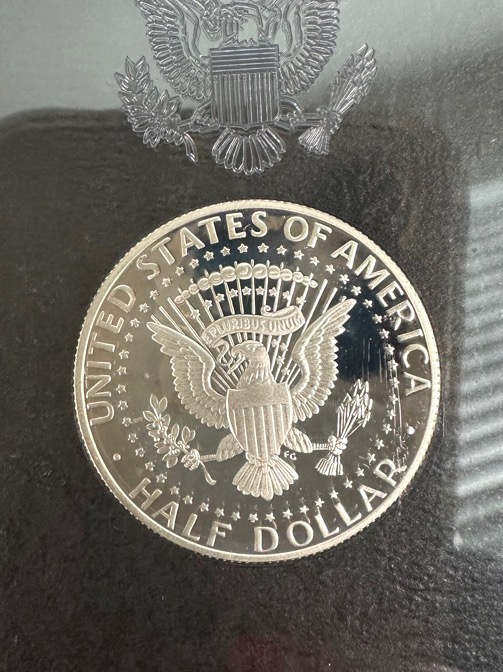 UNITED STATES OF AMERICA
E PLURIBUS UNUM
FG
HALF DOLLAR